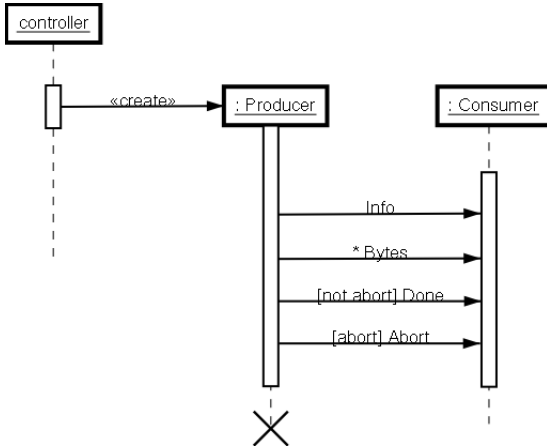 controller
«create»
: Producer
: Consumer
Info
* Bytes
[not abort] Done
[abort] Abort